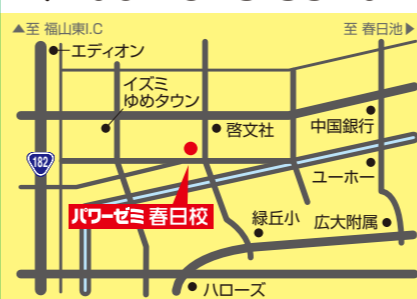 ▲至 福山東I.C
至 春日池▶
エディオン
イズミ
ゆめタウン
啓文社
中国銀行
182
ユーホー
パワーゼミ 春日校
緑丘小
広大附属
ハローズ